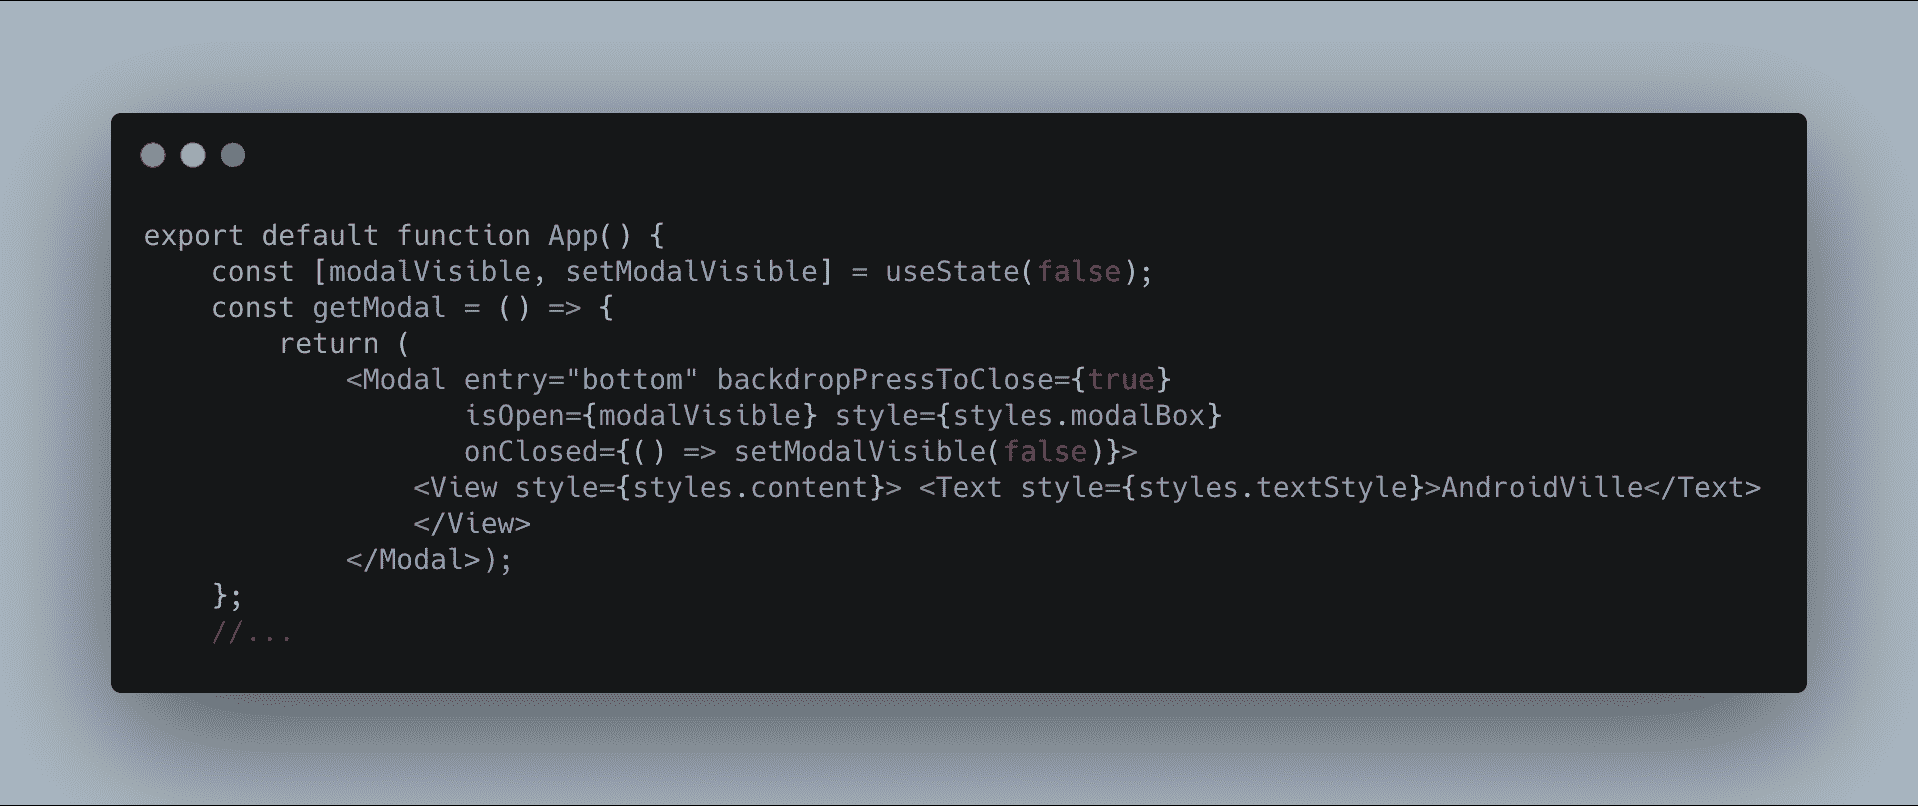 export default function App() {
    const [modalVisible, setModalVisible] = useState(false);
    const getModal = () => {
        return (
            <Modal entry="bottom" backdropPressToClose={true}
                   isOpen={modalVisible} style={styles.modalBox}
                   onClosed={() => setModalVisible(false)}>
                <View style={styles.content}> <Text style={styles.textStyle}>AndroidVille</Text>
                </View>
            </Modal>);
    };
    //...